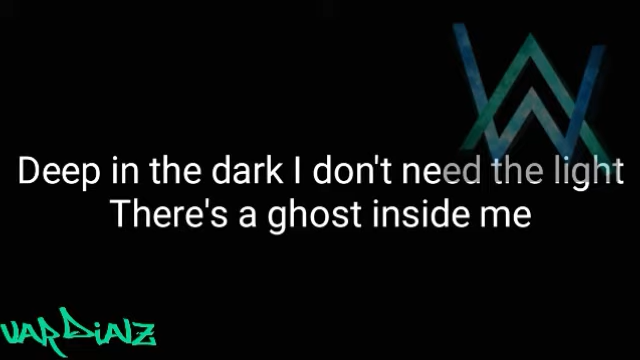 Deep in the dark I don't need the light
There's a ghost inside me
VARDiNZ